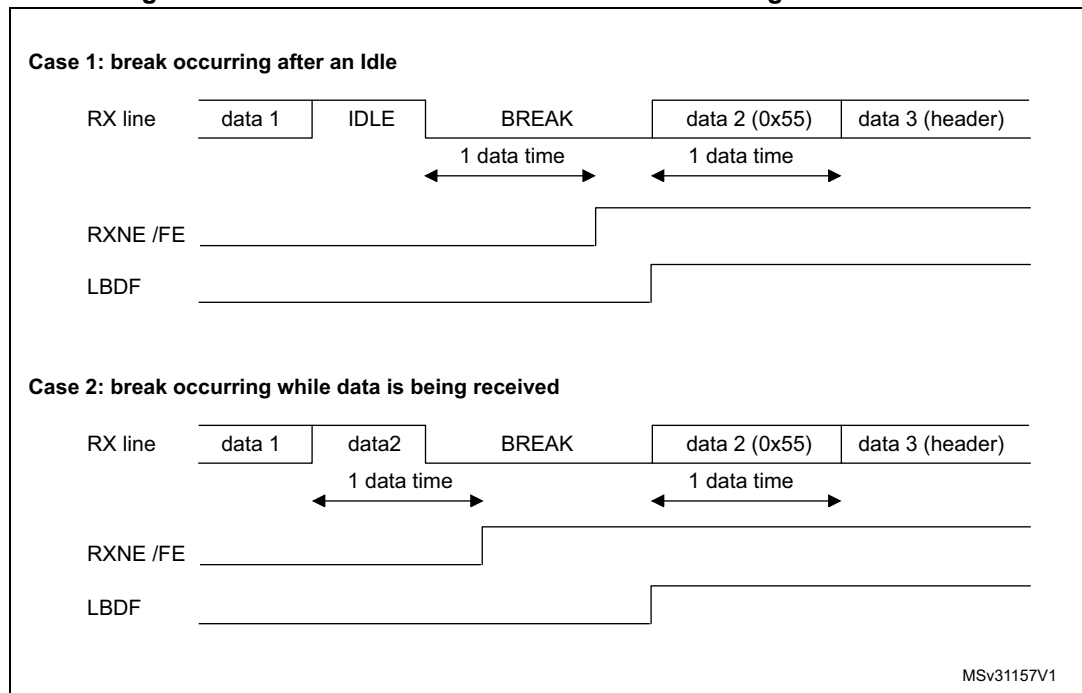 Case 1: break occurring after an Idle
RX line data 1 IDLE BREAK data 2 (0x55) data 3 (header)
1 data time 1 data time
RXNE /FE
LBDF
Case 2: break occurring while data is being received
RX line data 1 data2 BREAK data 2 (0x55) data 3 (header)
1 data time 1 data time
RXNE /FE
LBDF
MSv31157V1